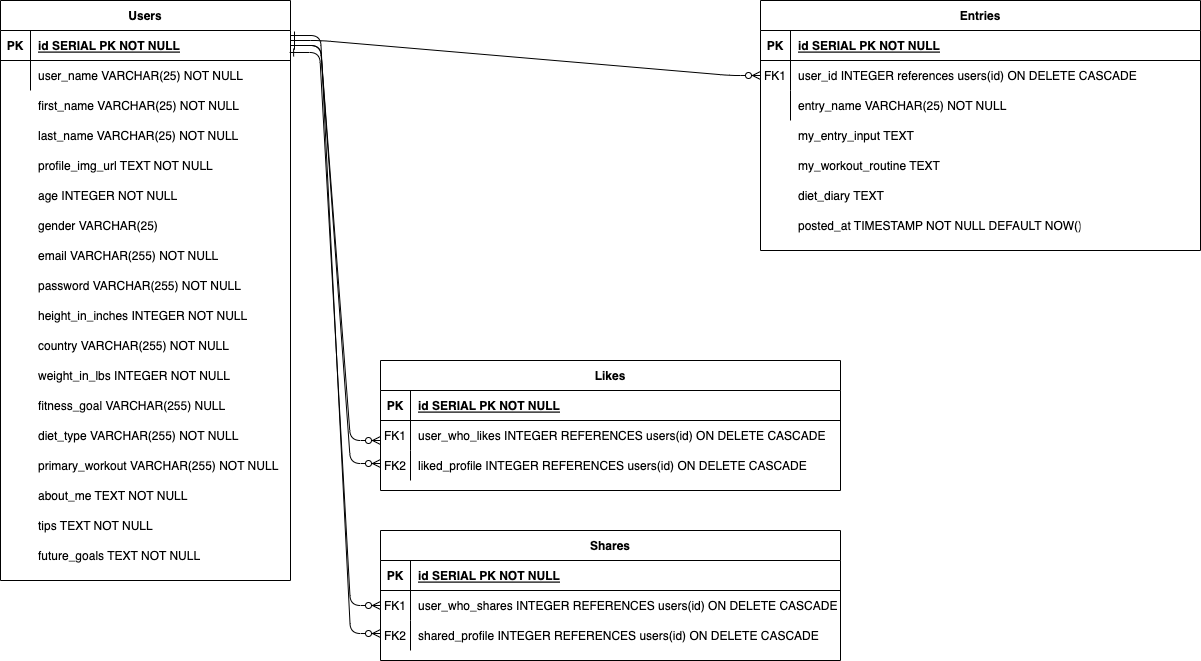 Users
PK id SERIAL PK NOT NULL
user_name VARCHAR(25) NOT NULL
first_name VARCHAR(25) NOT NULL
last_name VARCHAR(25) NOT NULL
profile_img_url TEXT NOT NULL
age INTEGER NOT NULL
gender VARCHAR(25)
email VARCHAR(255) NOT NULL
password VARCHAR(255) NOT NULL
height_in_inches INTEGER NOT NULL
country VARCHAR(255) NOT NULL
weight_in_lbs INTEGER NOT NULL
fitness_goal VARCHAR(255) NULL
diet_type VARCHAR(255) NOT NULL
primary_workout VARCHAR(255) NOT NULL
about_me TEXT NOT NULL
tips TEXT NOT NULL
future_goals TEXT NOT NULL
Entries
PK id SERIAL PK NOT NULL
FK1 user_id INTEGER references users(id) ON DELETE CASCADE
entry_name VARCHAR(25) NOT NULL
my_entry_input TEXT
my_workout_routine TEXT
diet_diary TEXT
posted_at TIMESTAMP NOT NULL DEFAULT NOW()
Likes
PK id SERIAL PK NOT NULL
FK1 user_who_likes INTEGER REFERENCES users(id) ON DELETE CASCADE
FK2 liked_profile INTEGER REFERENCES users(id) ON DELETE CASCADE
Shares
PK id SERIAL PK NOT NULL
FK1 user_who_shares INTEGER REFERENCES users(id) ON DELETE CASCADE
FK2 shared_profile INTEGER REFERENCES users(id) ON DELETE CASCADE